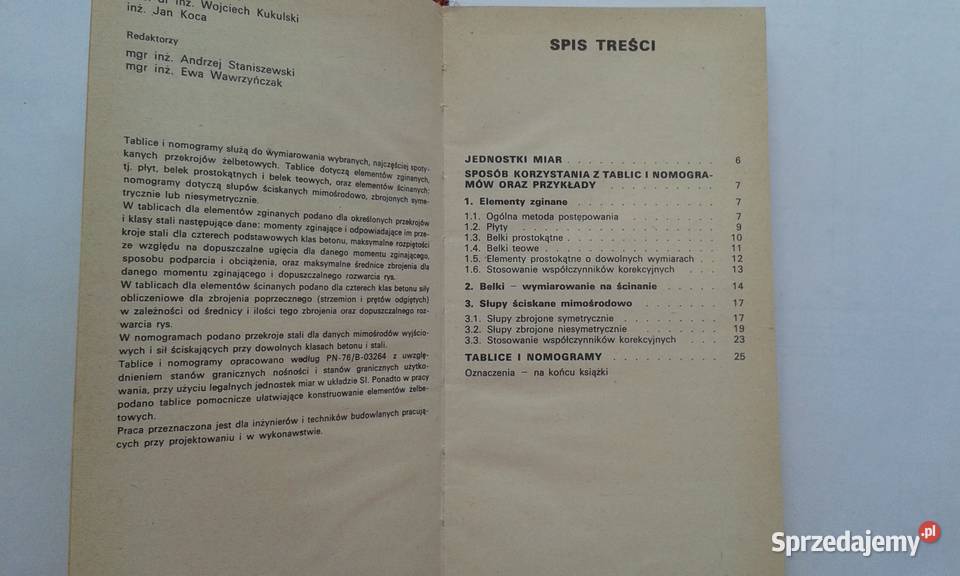 inż. Wojciech Kukulski
inż. Jan Koca
Redaktorzy
mgr inż. Andrzej Staniszewski
mgr inż. Ewa Wawrzyńczak
Tablice i nomogramy służą do wymiarowania wybranych, najczęściej spoty-
kanych przekrojów żelbetowych. Tablice dotyczą elementów zginanych,
tj. płyt, belek prostokątnych i belek teowych, oraz elementów ścinanych;
nomogramy dotyczą słupów ściskanych mimośrodowo, zbrojonych syme-
trycznie lub niesymetrycznie.
W tablicach dla elementów zginanych podano dla określonych przekrojów
i klasy stali następujące dane: momenty zginające i odpowiadające im prze-
kroje stali dla czterech podstawowych klas betonu, maksymalne rozpiętości
ze względu na dopuszczalne ugięcia dla danego momentu zginającego,
sposobu podparcia i obciążenia, oraz maksymalne średnice zbrojenia dla
danego momentu zginającego i dopuszczalnego rozwarcia rys.
W tablicach dla elementów ścinanych podano dla czterech klas betonu siły
obliczeniowe dla zbrojenia poprzecznego (strzemion i prętów odgiętych)
w zależności od średnicy i ilości tego zbrojenia oraz dopuszczalnego roz-
warcia rys.
W nomogramach podano przekroje stali dla danych mimośrodów wyjścio-
wych i sił ściskających przy dowolnych klasach betonu i stali.
Tablice i nomogramy opracowano według PN-76/B-03264 z uwzglę-
dnieniem stanów granicznych nośności i stanów granicznych użytko-
wania, przy użyciu legalnych jednostek miar w układzie SI. Ponadto w pracy
podano tablice pomocnicze ułatwiające konstruowanie elementów żelbe-
towych.
Praca przeznaczona jest dla inżynierów i techników budowlanych pracują-
cych przy projektowaniu i w wykonawstwie.
SPIS TREŚCI
JEDNOSTKI MIAR . . . . . . . . . . . . 6
SPOSÓB KORZYSTANIA Z TABLIC I NOMOGRA-
MÓW ORAZ PRZYKŁADY . . . . . . . . . 7
1. Elementy zginane . . . . . . . . . . . 7
1.1. Ogólna metoda postępowania . . . . . . . . 7
1.2. Płyty . . . . . . . . . . . . . . 9
1.3. Belki prostokątne . . . . . . . . . . . 10
1.4. Belki teowe . . . . . . . . . . . . . 11
1.5. Elementy prostokątne o dowolnych wymiarach . . . 12
1.6. Stosowanie współczynników korekcyjnych . . . . 13
2. Belki – wymiarowanie na ścinanie . . . . . 14
3. Słupy ściskane mimośrodowo . . . . . . . 17
3.1. Słupy zbrojone symetrycznie . . . . . . . . 17
3.2. Słupy zbrojone niesymetrycznie . . . . . . . 19
3.3. Stosowanie współczynników korekcyjnych . . . 23
TABLICE I NOMOGRAMY . . . . . . . . . 25
Oznaczenia – na końcu książki
Sprzedajemy.pl